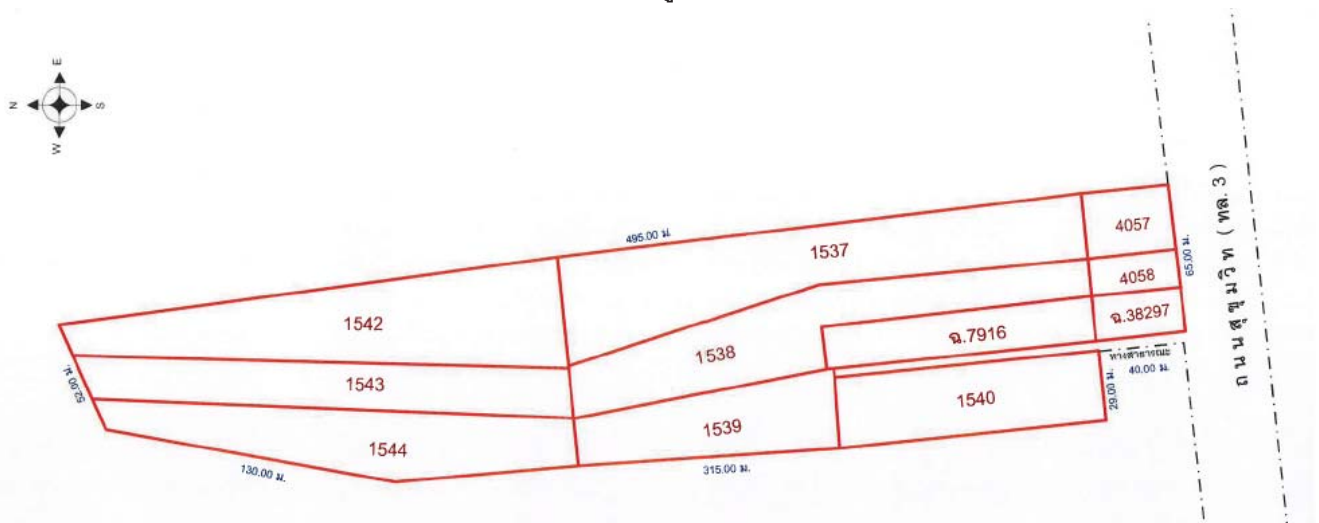 E
N
S
W
495.00 ม.
1537
4057
4058
65.00 ม.
ถนนสุขุมวิท ( ทล. 3 )
1542
ฉ.38297
1538
ฉ.7916
1543
52.00 ม.
ทางสาธารณะ
40.00 ม.
29.00 ม.
1540
1539
1544
130.00 ม.
315.00 ม.